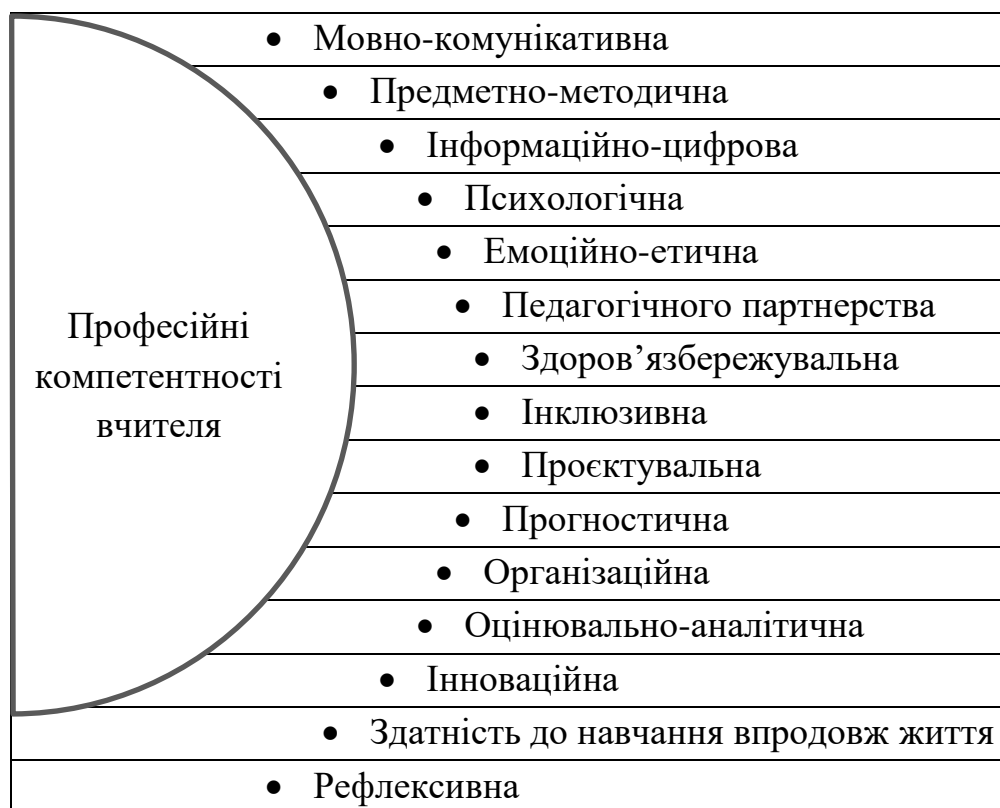 Професійні
компетентності
вчителя
• Мовно-комунікативна
• Предметно-методична
• Інформаційно-цифрова
• Психологічна
• Емоційно-етична
• Педагогічного партнерства
• Здоров’язбережувальна
• Інклюзивна
• Проєктувальна
• Прогностична
• Організаційна
• Оцінювально-аналітична
• Інноваційна
• Здатність до навчання впродовж життя
• Рефлексивна